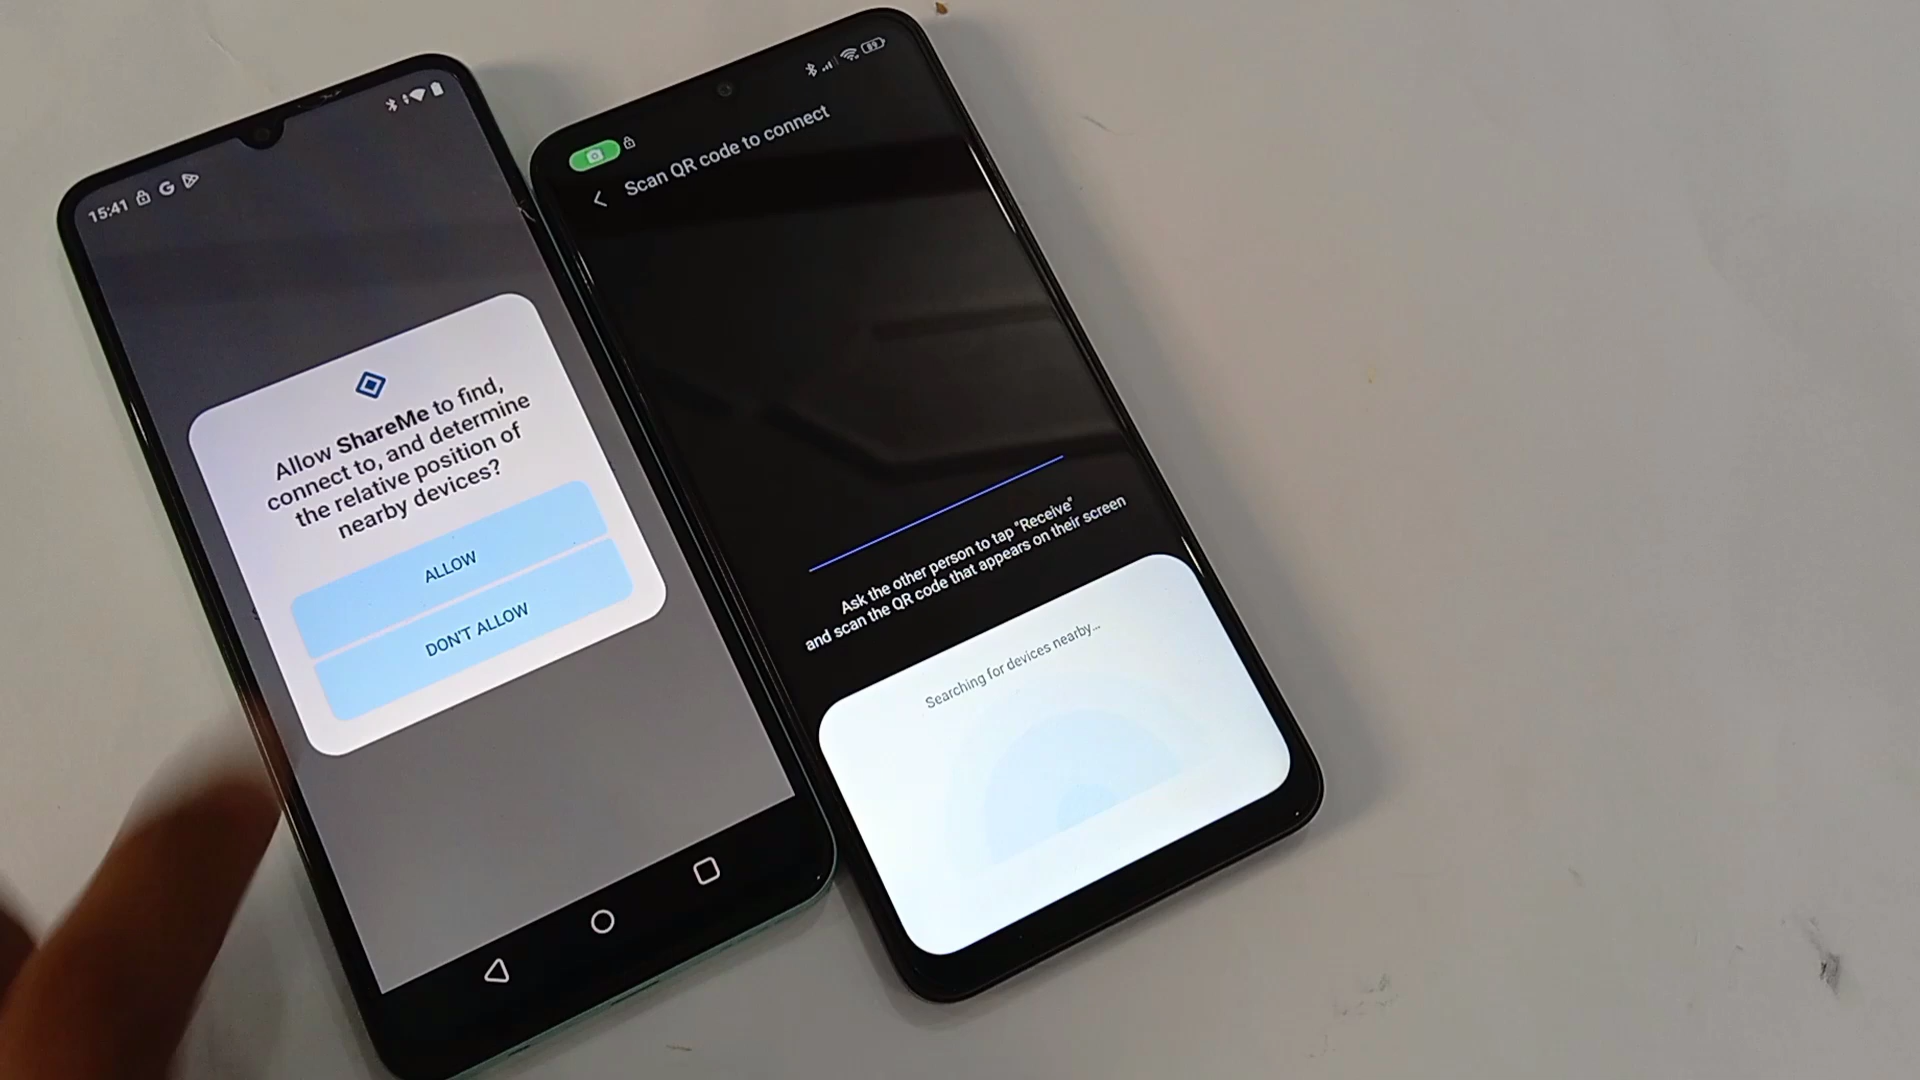 15:41
Allow ShareMe to find,
connect to, and determine
the relative position of
nearby devices?
ALLOW
DON'T ALLOW
89
Scan QR code to connect
Ask the other person to tap "Receive"
and scan the QR code that appears on their screen
Searching for devices nearby...